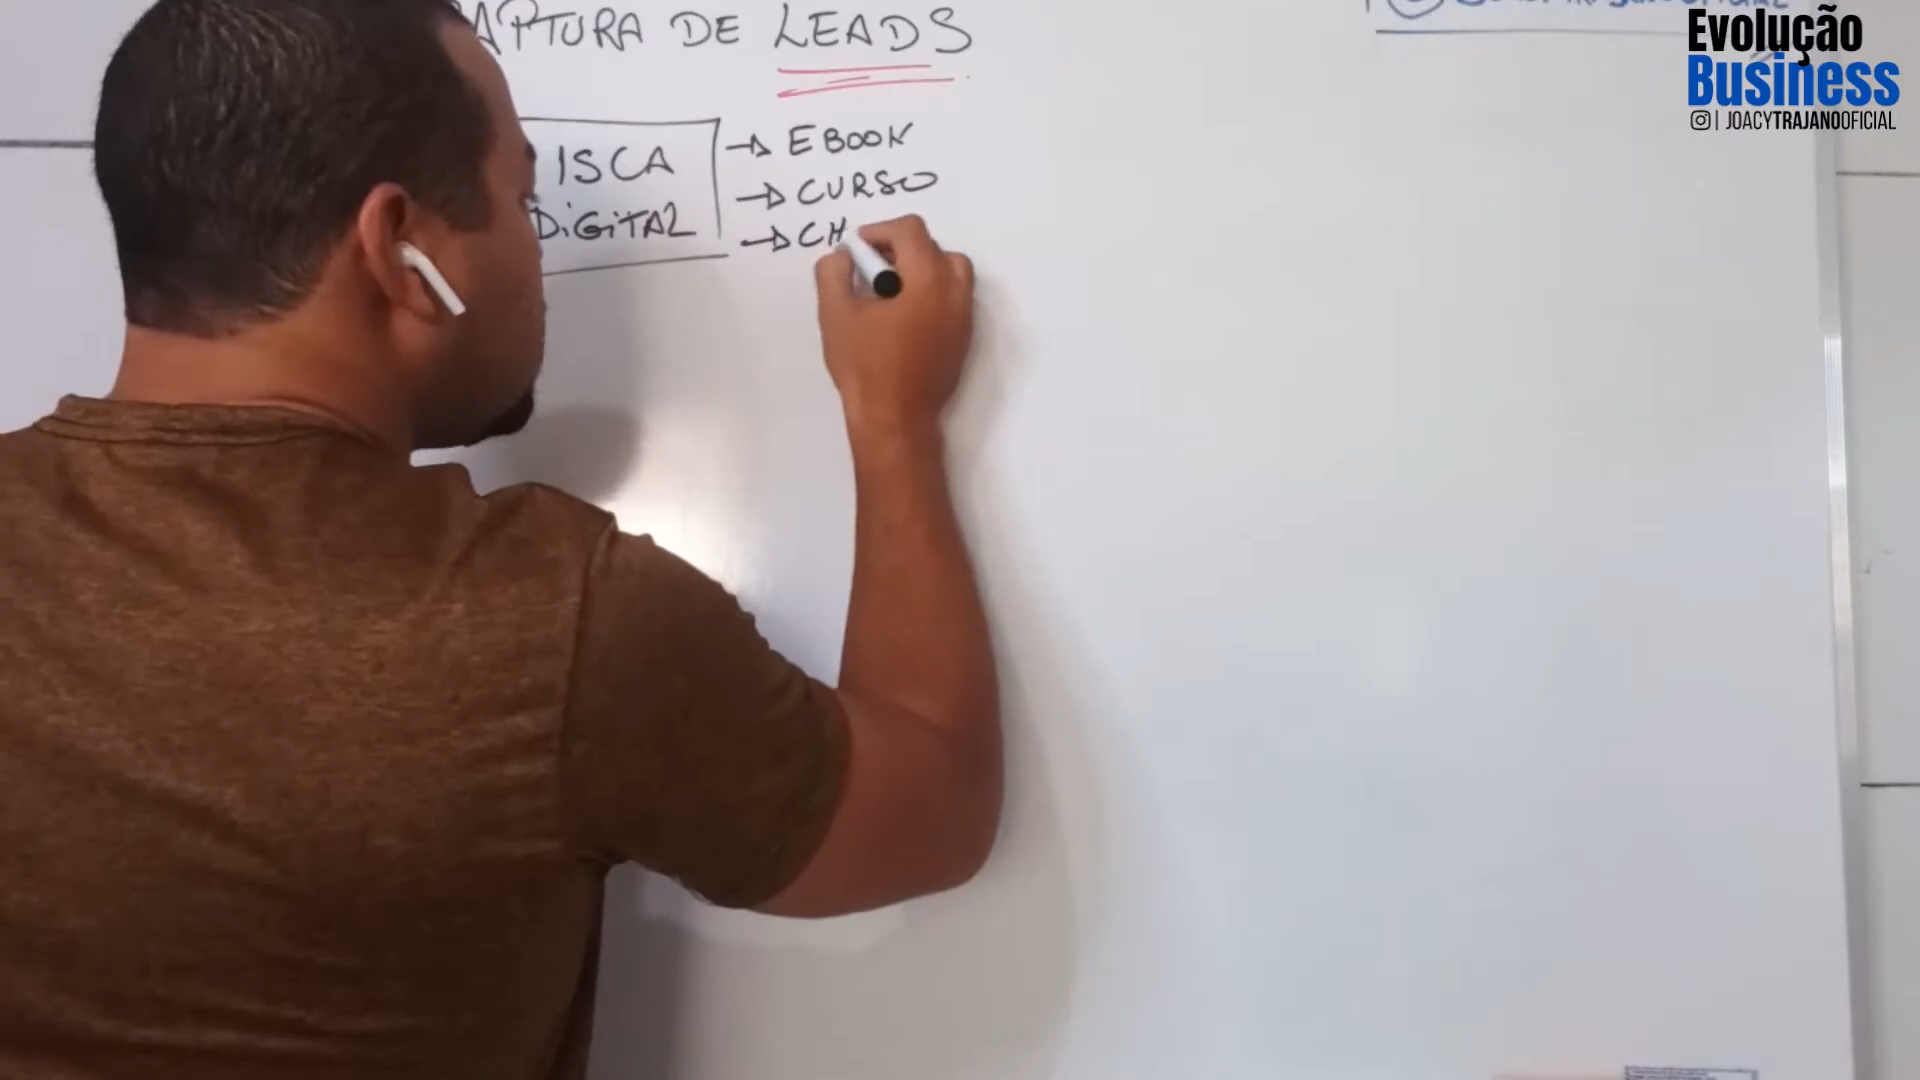 APTURA DE LEADS
Evolução
Business
JOACYTRAJANOOFICIAL
ISCA
DIGITAL
→ EBOOK
→ CURSO
→ CH